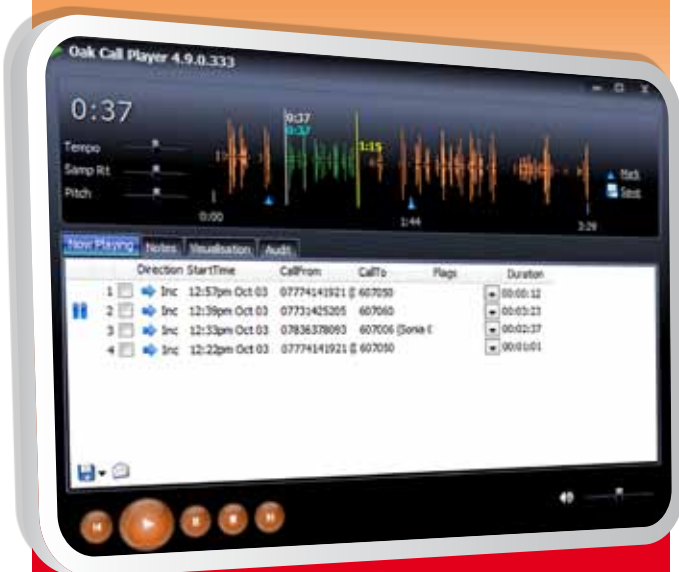 Oak Call Player 4.9.0.333
0:37
Tempo
Samp Rt
Pitch
0:37
0:37
1:15
Mark
Save
0:00 1:44 3:28
Now Playing Notes Visualisation Audit
Direction StartTime CallFrom CallTo Flags Duration
1 Inc 12:57pm Oct 03 07774141921 607050 00:00:12
2 Inc 12:39pm Oct 03 07731425205 607060 00:03:23
3 Inc 12:33pm Oct 03 07836378093 607006 (Sonia 00:02:37
4 Inc 12:22pm Oct 03 07774141921 607050 00:01:01